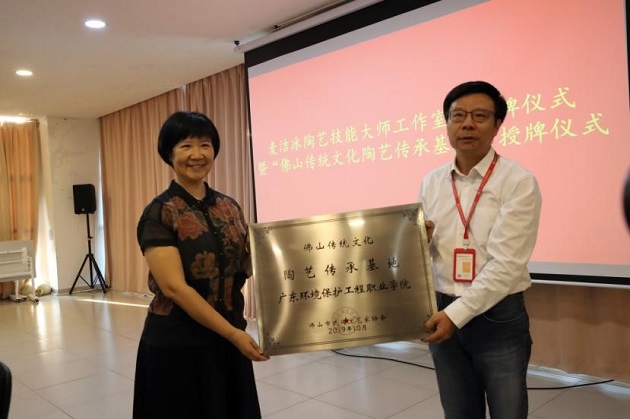 麦洁冰陶艺技能大师工作室
牌仪式
暨“佛山传统文化陶艺传承基
授牌仪式
佛山传统文化
陶艺传承基地
广东环境保护工程职业学院
佛山市
艺家协会
2019年10月